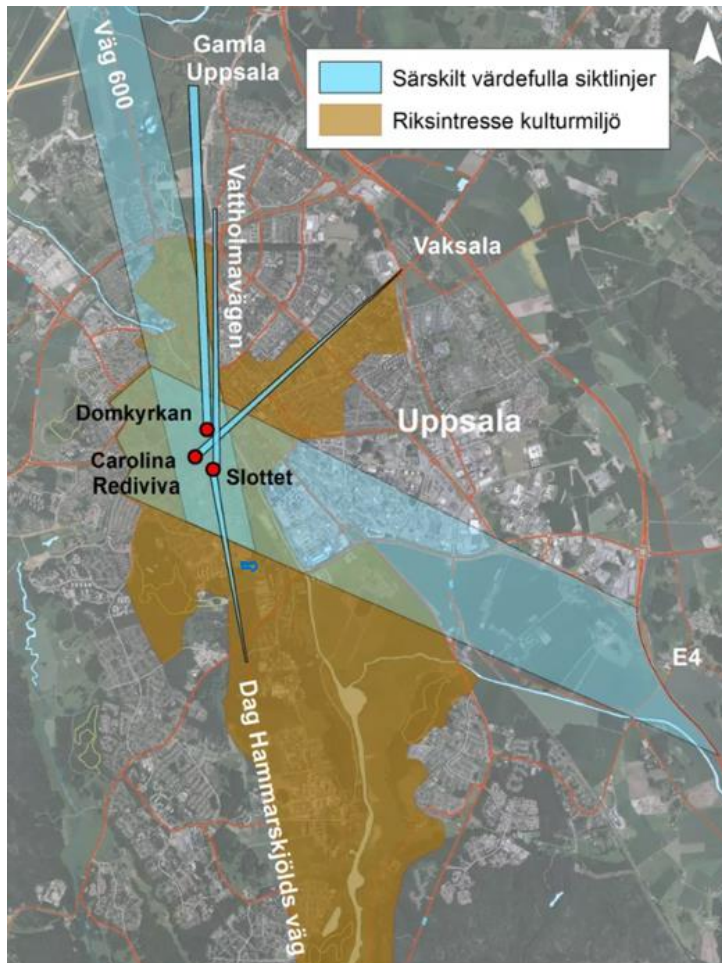 Väg 600
Gamla
Uppsala
Särskilt värdefulla siktlinjer
Riksintresse kulturmiljö
Vattholmavägen
Vaksala
Domkyrkan
Uppsala
Carolina
Rediviva
Slottet
E4
Dag Hammarskjölds väg